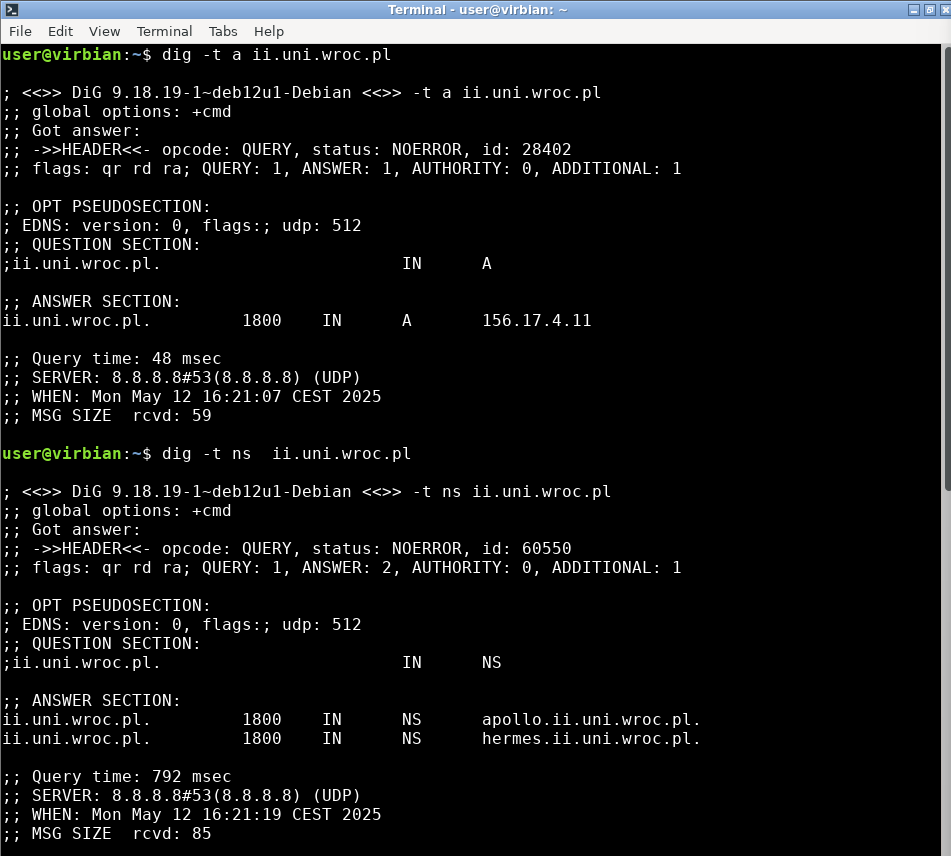 Terminal - user@virbian: ~
File Edit View Terminal Tabs Help
user@virbian:~$ dig -t a ii.uni.wroc.pl

; <<>> DiG 9.18.19-1~deb12u1-Debian <<>> -t a ii.uni.wroc.pl
;; global options: +cmd
;; Got answer:
;; ->>HEADER<<- opcode: QUERY, status: NOERROR, id: 28402
;; flags: qr rd ra; QUERY: 1, ANSWER: 1, AUTHORITY: 0, ADDITIONAL: 1

;; OPT PSEUDOSECTION:
; EDNS: version: 0, flags:; udp: 512
;; QUESTION SECTION:
;ii.uni.wroc.pl.                        IN      A

;; ANSWER SECTION:
ii.uni.wroc.pl.         1800    IN      A       156.17.4.11

;; Query time: 48 msec
;; SERVER: 8.8.8.8#53(8.8.8.8) (UDP)
;; WHEN: Mon May 12 16:21:07 CEST 2025
;; MSG SIZE  rcvd: 59

user@virbian:~$ dig -t ns  ii.uni.wroc.pl

; <<>> DiG 9.18.19-1~deb12u1-Debian <<>> -t ns ii.uni.wroc.pl
;; global options: +cmd
;; Got answer:
;; ->>HEADER<<- opcode: QUERY, status: NOERROR, id: 60550
;; flags: qr rd ra; QUERY: 1, ANSWER: 2, AUTHORITY: 0, ADDITIONAL: 1

;; OPT PSEUDOSECTION:
; EDNS: version: 0, flags:; udp: 512
;; QUESTION SECTION:
;ii.uni.wroc.pl.                        IN      NS

;; ANSWER SECTION:
ii.uni.wroc.pl.         1800    IN      NS      apollo.ii.uni.wroc.pl.
ii.uni.wroc.pl.         1800    IN      NS      hermes.ii.uni.wroc.pl.

;; Query time: 792 msec
;; SERVER: 8.8.8.8#53(8.8.8.8) (UDP)
;; WHEN: Mon May 12 16:21:19 CEST 2025
;; MSG SIZE  rcvd: 85